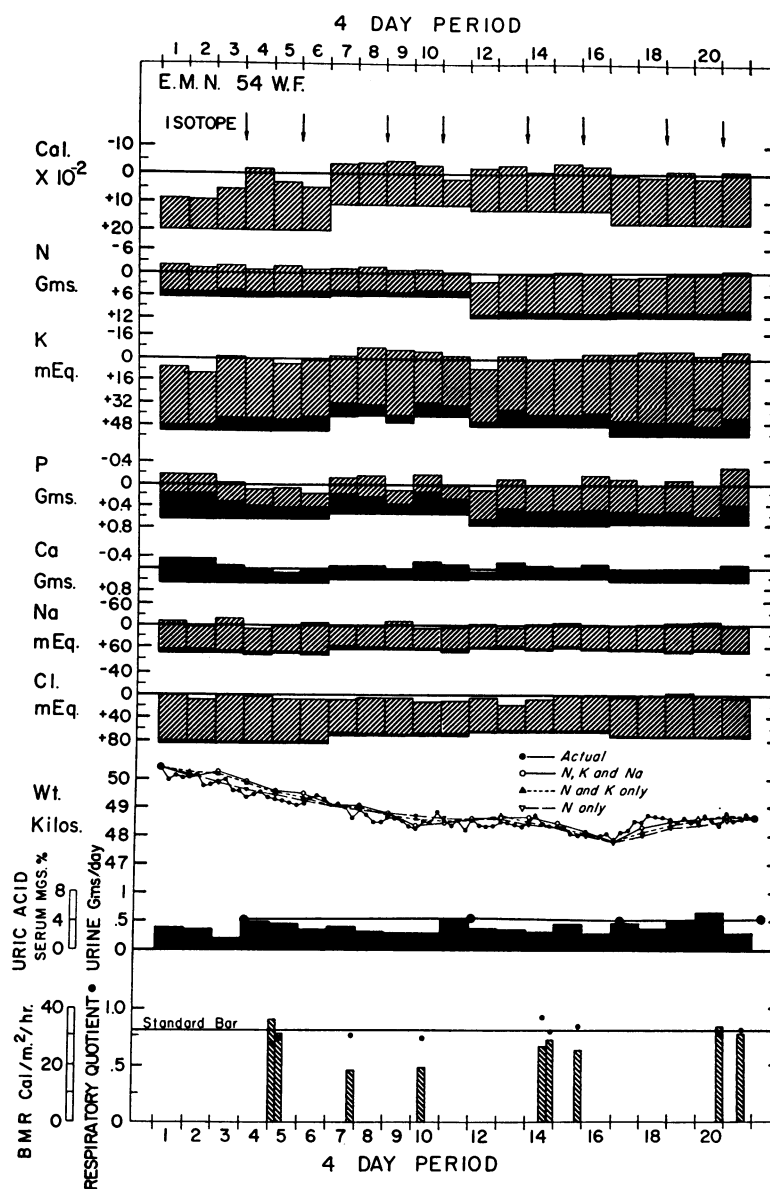 4 DAY PERIOD
1 2 3 4 5 6 7 8 9 10 12 14 16 18 20
E.M.N. 54 W.F.
ISOTOPE
Cal.
X 10-2
-10
0
+10
+20
N
Gms.
-6
0
+6
+12
K
mEq.
-16
0
+16
+32
+48
P
Gms.
-04
0
+0.4
+0.8
Ca
Gms.
-0.4
+0.8
Na
mEq.
-60
0
+60
Cl.
mEq.
-40
0
+40
+80
Wt.
Kilos.
50
49
48
47
Actual
N, K and Na
N and K only
N only
URIC ACID
SERUM MGS.%
8
4
0
URINE Gms/day
1
.5
0
BMR Cal/m.2/hr.
40
20
0
RESPIRATORY QUOTIENT
1.0
.5
0
Standard Bar
1 2 3 4 5 6 7 8 9 10 12 14 16 18 20
4 DAY PERIOD